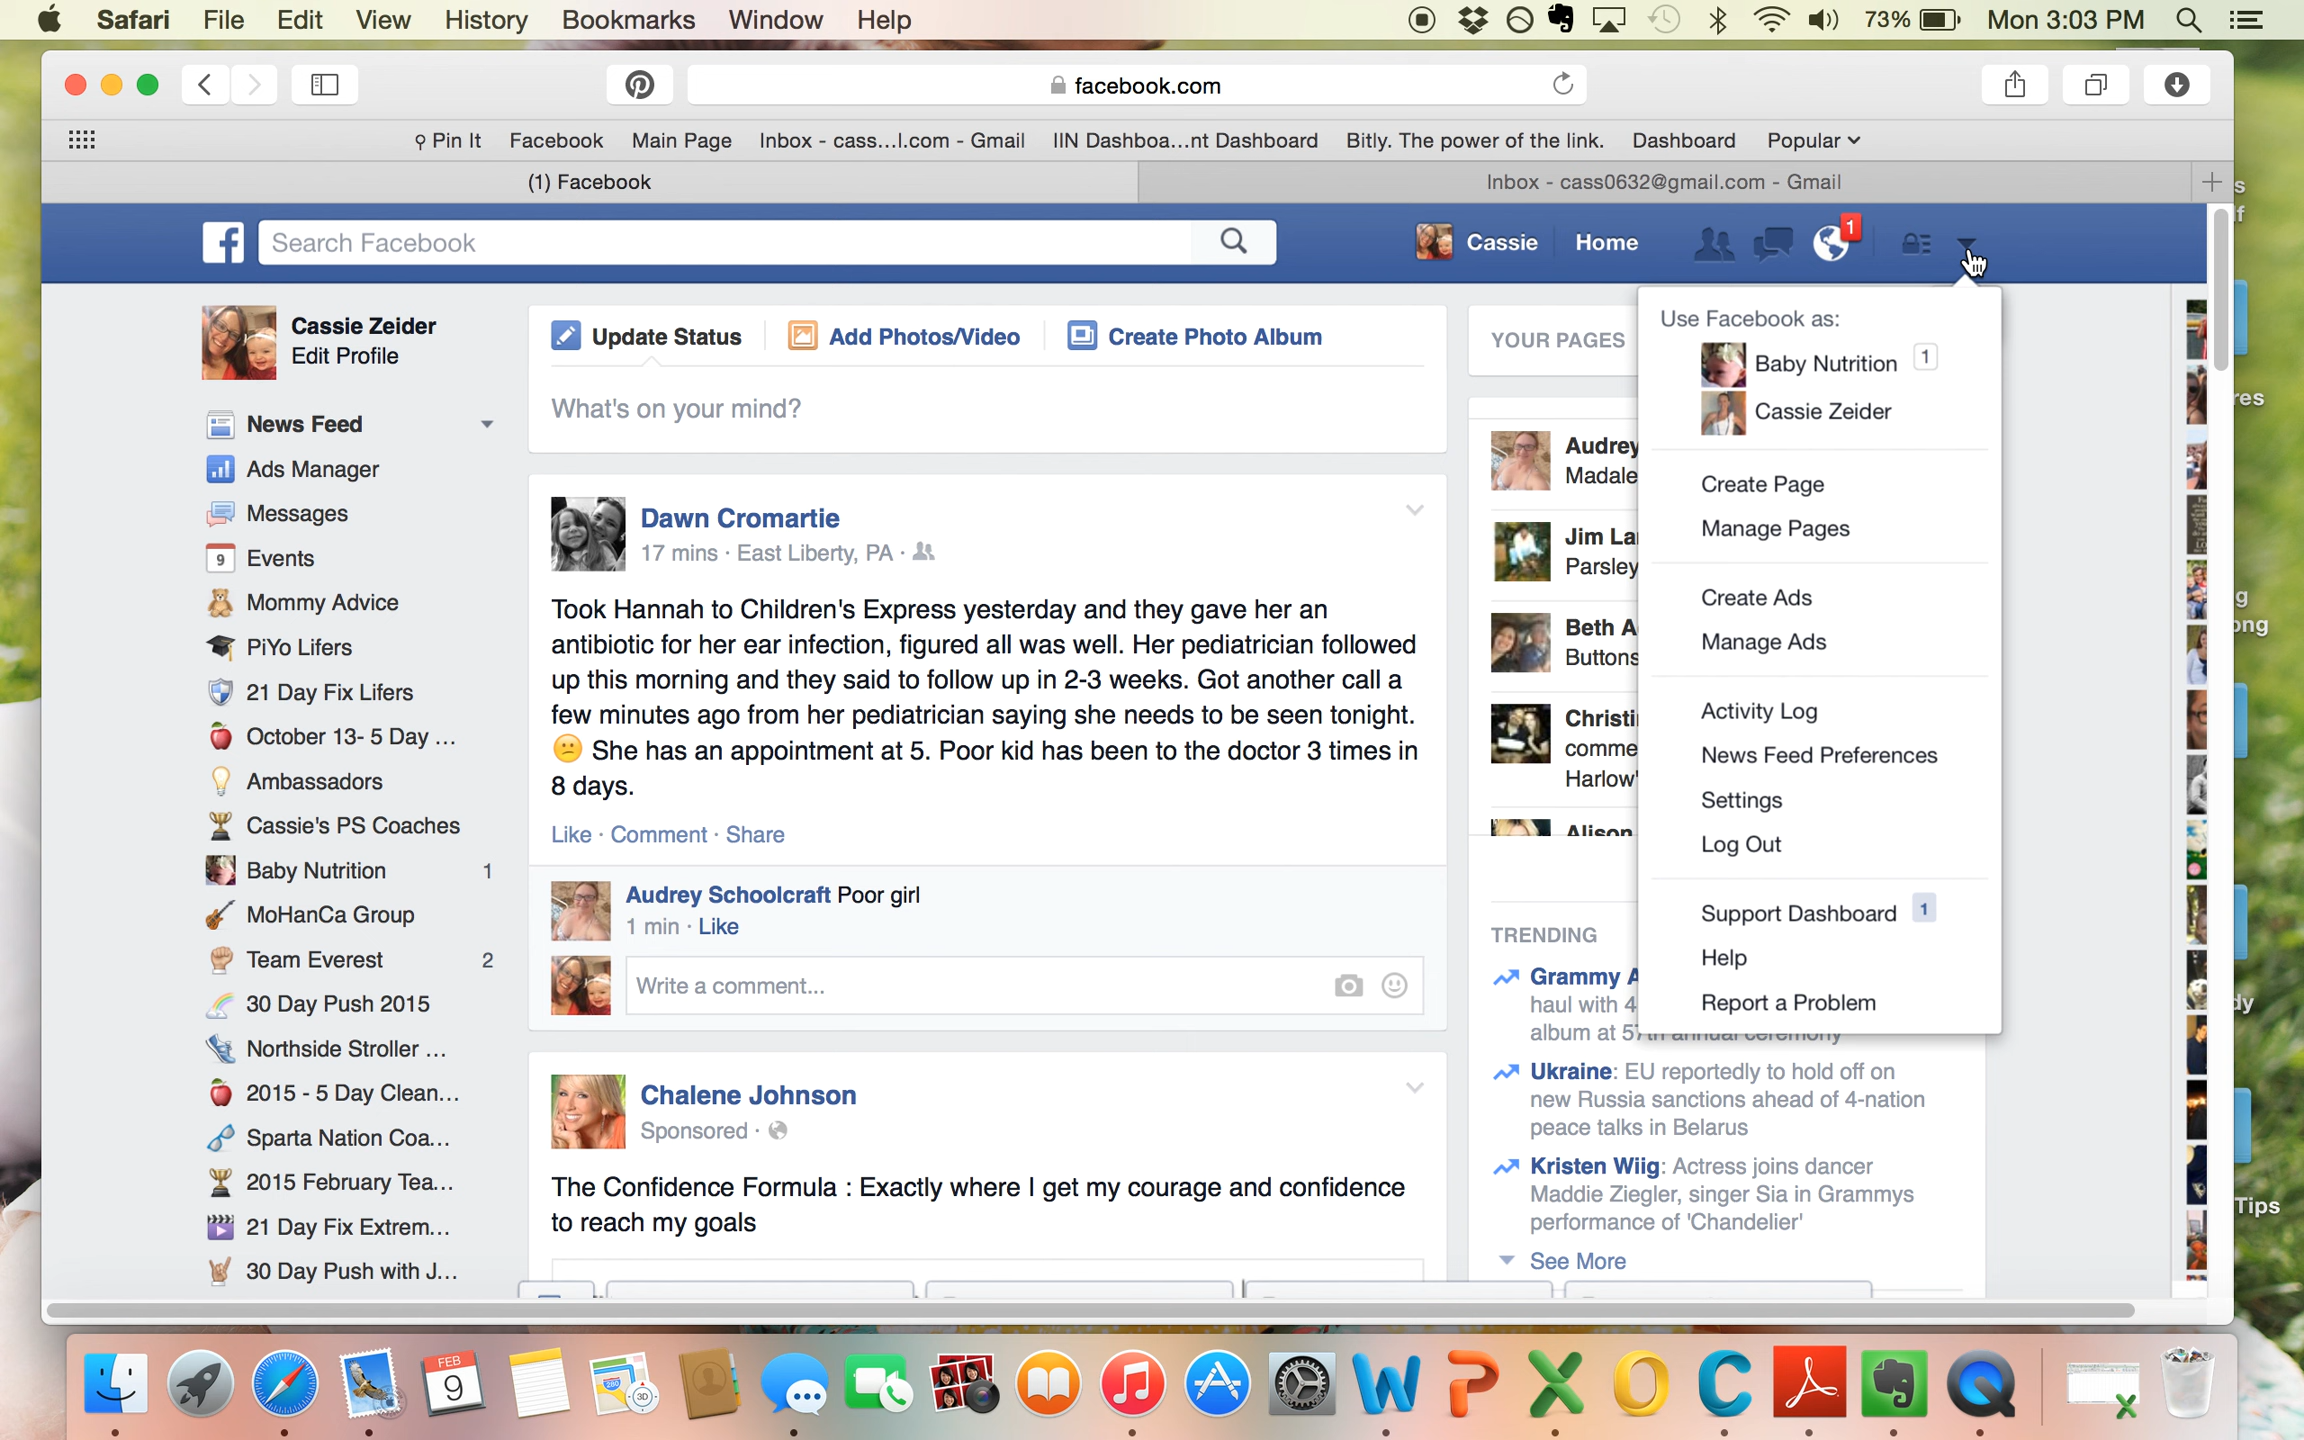 Safari File Edit View History Bookmarks Window Help 73% Mon 3:03 PM
facebook.com
Pin It Facebook Main Page Inbox - cass...l.com - Gmail IIN Dashboa...nt Dashboard Bitly. The power of the link. Dashboard Popular
(1) Facebook Inbox - cass0632@gmail.com - Gmail
Search Facebook Cassie Home 1
Cassie Zeider
Edit Profile
News Feed
Ads Manager
Messages
9 Events
Mommy Advice
PiYo Lifers
21 Day Fix Lifers
October 13- 5 Day ...
Ambassadors
Cassie's PS Coaches
Baby Nutrition 1
MoHanCa Group
Team Everest 2
30 Day Push 2015
Northside Stroller ...
2015 - 5 Day Clean...
Sparta Nation Coa...
2015 February Tea...
21 Day Fix Extrem...
30 Day Push with J...
Update Status Add Photos/Video Create Photo Album
What's on your mind?
Dawn Cromartie
17 mins · East Liberty, PA ·
Took Hannah to Children's Express yesterday and they gave her an
antibiotic for her ear infection, figured all was well. Her pediatrician followed
up this morning and they said to follow up in 2-3 weeks. Got another call a
few minutes ago from her pediatrician saying she needs to be seen tonight.
😕 She has an appointment at 5. Poor kid has been to the doctor 3 times in
8 days.
Like · Comment · Share
Audrey Schoolcraft Poor girl
1 min · Like
Write a comment...
Chalene Johnson
Sponsored ·
The Confidence Formula : Exactly where I get my courage and confidence
to reach my goals
YOUR PAGES
Audrey
Madale
Jim La
Parsley
Beth A
Buttons
Christi
comme
Harlow'
Alison
TRENDING
Grammy A
haul with 4
album at 57th annual ceremony
Ukraine: EU reportedly to hold off on
new Russia sanctions ahead of 4-nation
peace talks in Belarus
Kristen Wiig: Actress joins dancer
Maddie Ziegler, singer Sia in Grammys
performance of 'Chandelier'
See More
Use Facebook as:
Baby Nutrition 1
Cassie Zeider
Create Page
Manage Pages
Create Ads
Manage Ads
Activity Log
News Feed Preferences
Settings
Log Out
Support Dashboard 1
Help
Report a Problem
s
f
res
g
ong
dy
Tips
FEB
9
280
3D
W P X O C
X